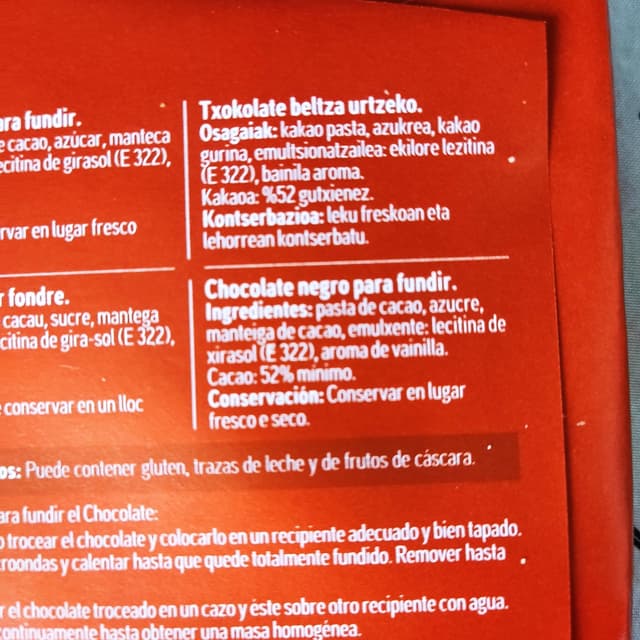 ara fundir.
e cacao, azúcar, manteca
ecitina de girasol (E 322),
rvar en lugar fresco
Txokolate beltza urtzeko.
Osagaiak: kakao pasta, azukrea, kakao
gurina, emultsionatzailea: ekilore lezitina
(E 322), bainila aroma.
Kakaoa: %52 gutxienez.
Kontserbazioa: leku freskoan eta
lehorrean kontserbatu.
r fondre.
cacau, sucre, mantega
citina de gira-sol (E 322),
e conservar en un lloc
Chocolate negro para fundir.
Ingredientes: pasta de cacao, azucre,
manteiga de cacao, emulxente: lecitina de
xirasol (E 322), aroma de vainilla.
Cacao: 52% mínimo.
Conservación: Conservar en lugar
fresco e seco.
os: Puede contener gluten, trazas de leche y de frutos de cáscara.
ara fundir el Chocolate:
o trocear el chocolate y colocarlo en un recipiente adecuado y bien tapado.
croondas y calentar hasta que quede totalmente fundido. Remover hasta
r el chocolate troceado en un cazo y éste sobre otro recipiente con agua.
continuamente hasta obtener una masa homogénea.